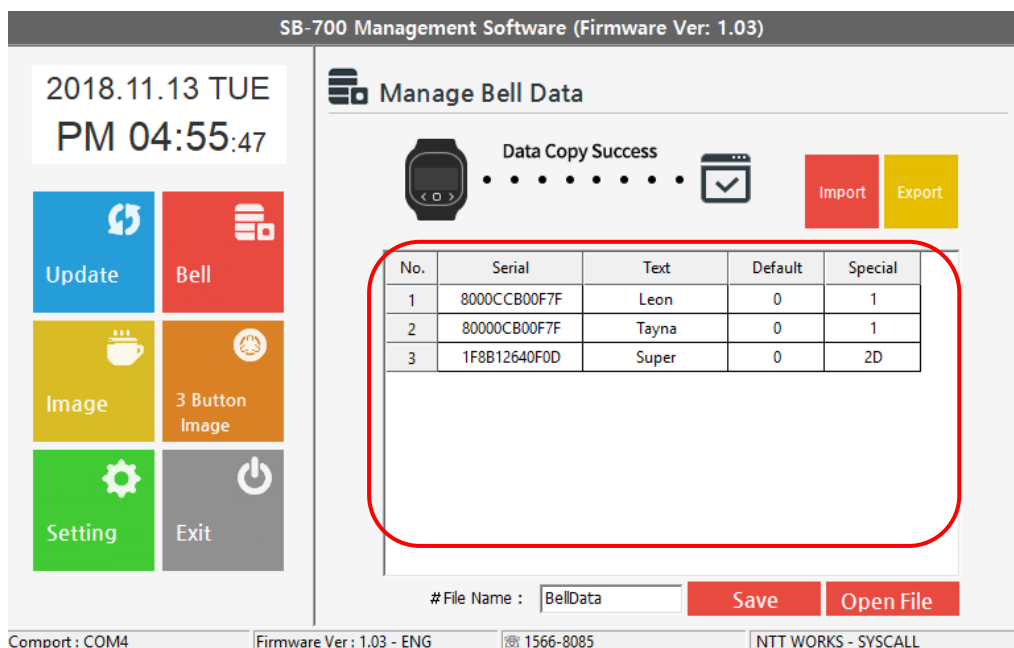 SB-700 Management Software (Firmware Ver: 1.03)
2018.11.13 TUE
PM 04:55:47
Update
Bell
Image
3 Button
Image
Setting
Exit
Manage Bell Data
Data Copy Success
Import
Export
No. Serial Text Default Special
1 8000CCB00F7F Leon 0 1
2 80000CB00F7F Tayna 0 1
3 1F8B12640F0D Super 0 2D
#File Name : BellData
Save
Open File
Comport : COM4
Firmware Ver : 1.03 - ENG
☏ 1566-8085
NTT WORKS - SYSCALL